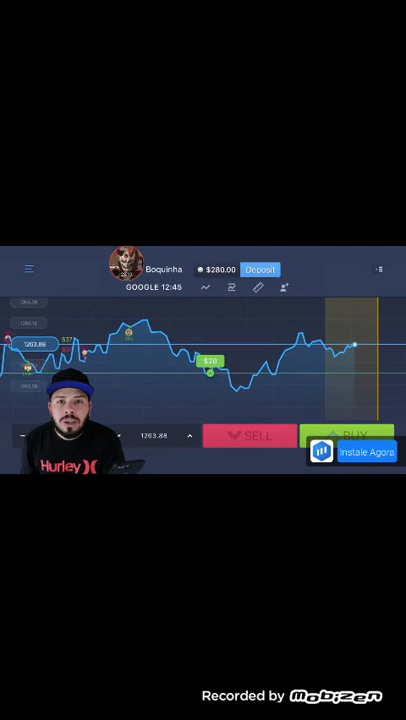 Boquinha
$280.00
Deposit
GOOGLE 12:45
1263.88
$37
$20
1263.88
SELL
BUY
Instale Agora
Hurley
Recorded by Mobizen